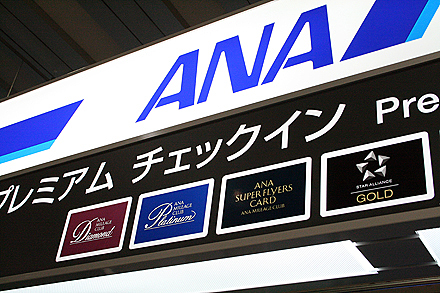 ANA
プレミアム チェックイン Pre
ANA
MILEAGE
CLUB
Diamond
ANA
MILEAGE
CLUB
Platinum
ANA
SUPER FLYERS
CARD
ANA MILEAGE CLUB
STAR ALLIANCE
GOLD